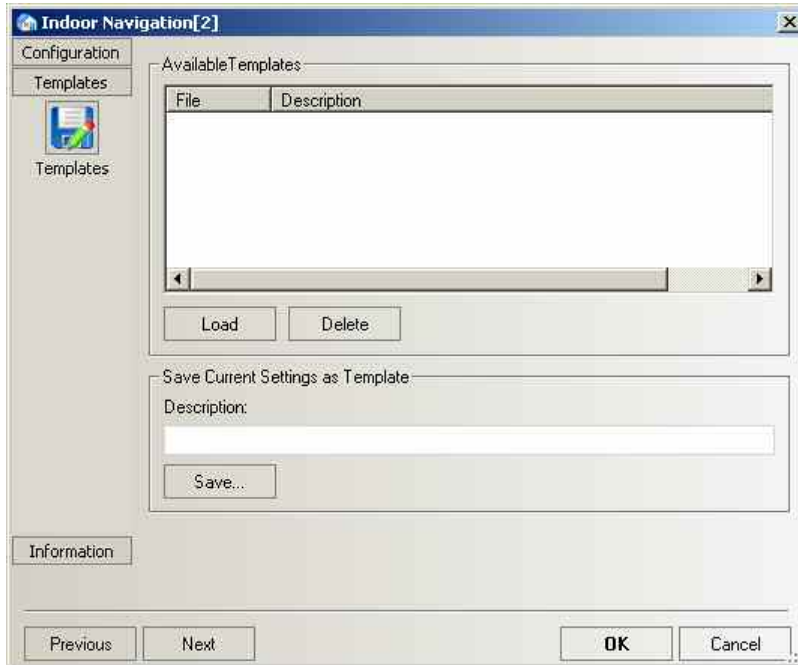 Indoor Navigation[2]
Configuration
Templates
Templates
Information
AvailableTemplates
File Description
Load Delete
Save Current Settings as Template
Description:
Save...
Previous Next OK Cancel